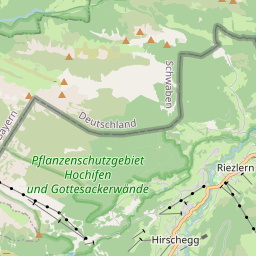 Schwaben
Deutschland
Bayern
Pflanzenschutzgebiet
Hochifen
und Gottesackerwände
Riezlern
Hirschegg